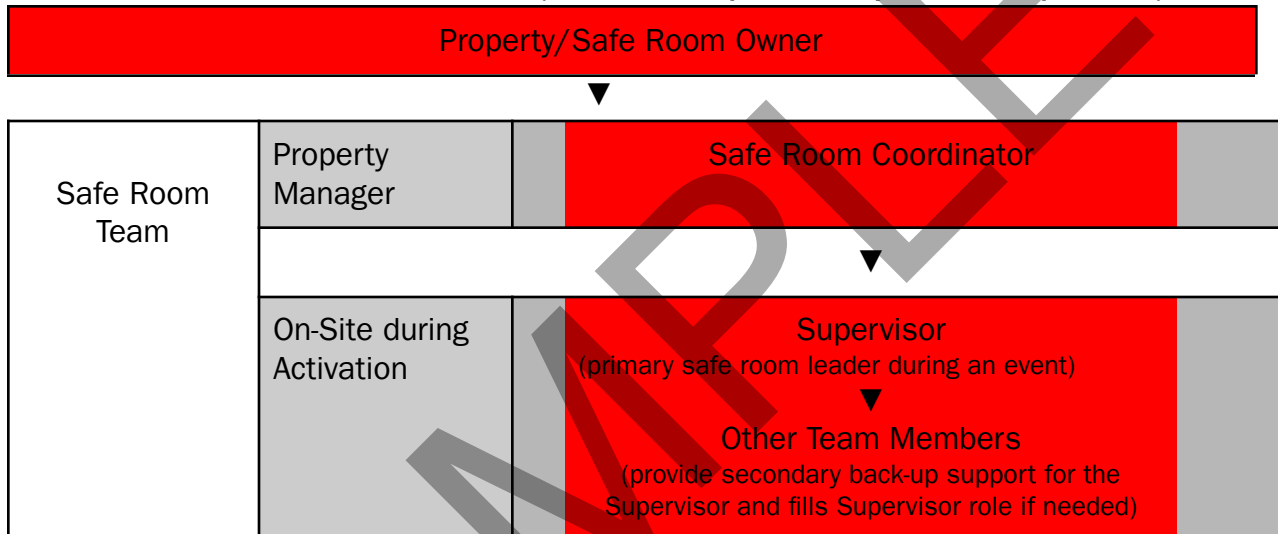 Property/Safe Room Owner
▼
Safe Room
Team
Property
Manager
Safe Room Coordinator
▼
On-Site during
Activation
Supervisor
(primary safe room leader during an event)
▼
Other Team Members
(provide secondary back-up support for the
Supervisor and fills Supervisor role if needed)
MPLE